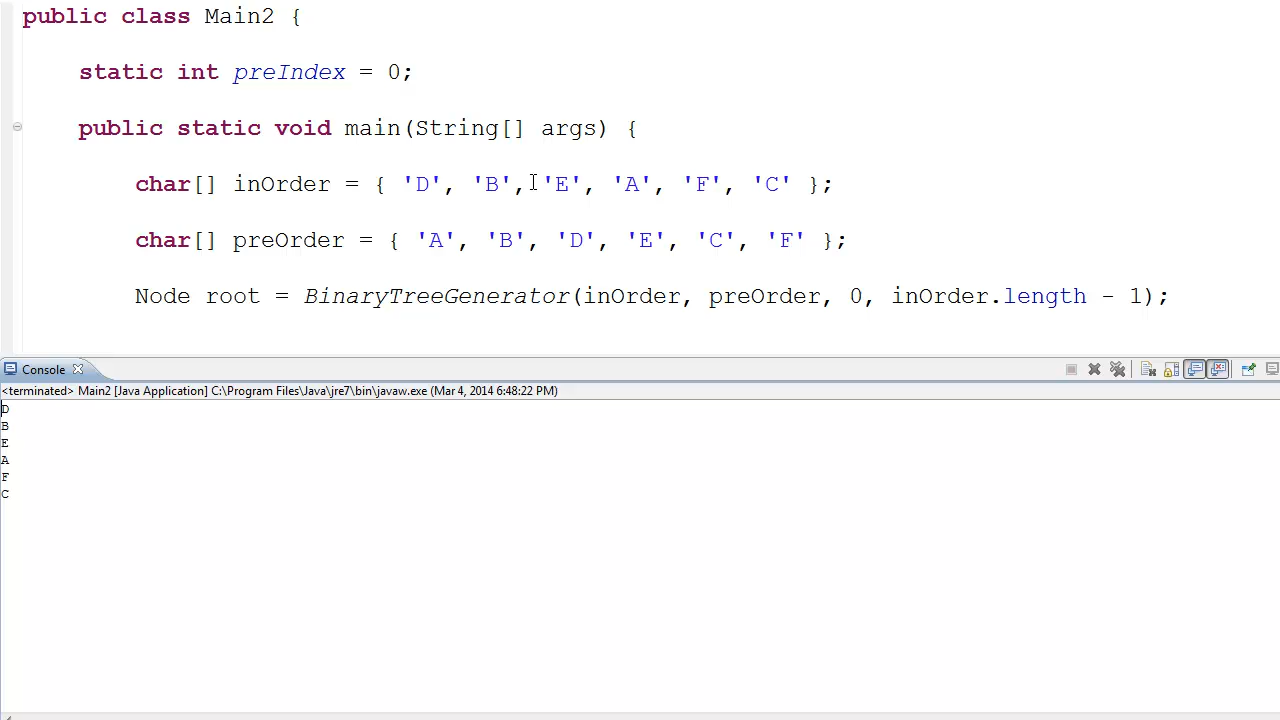 public class Main2 {
static int preIndex = 0;
public static void main(String[] args) {
char[] inOrder = { 'D', 'B', 'E', 'A', 'F', 'C' };
char[] preOrder = { 'A', 'B', 'D', 'E', 'C', 'F' };
Node root = BinaryTreeGenerator(inOrder, preOrder, 0, inOrder.length - 1);
Console
<terminated> Main2 [Java Application] C:\Program Files\Java\jre7\bin\javaw.exe (Mar 4, 2014 6:48:22 PM)
D
B
E
A
F
C